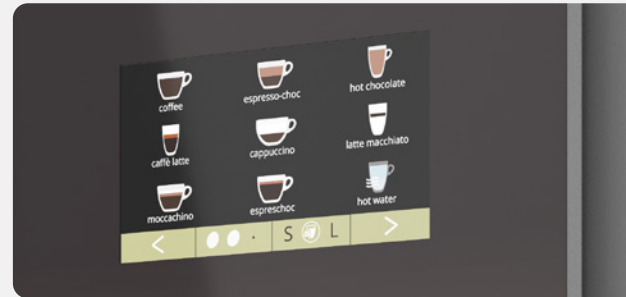 coffee
espresso-choc
hot chocolate
caffè latte
cappuccino
latte macchiato
moccachino
espreschoc
hot water
S L